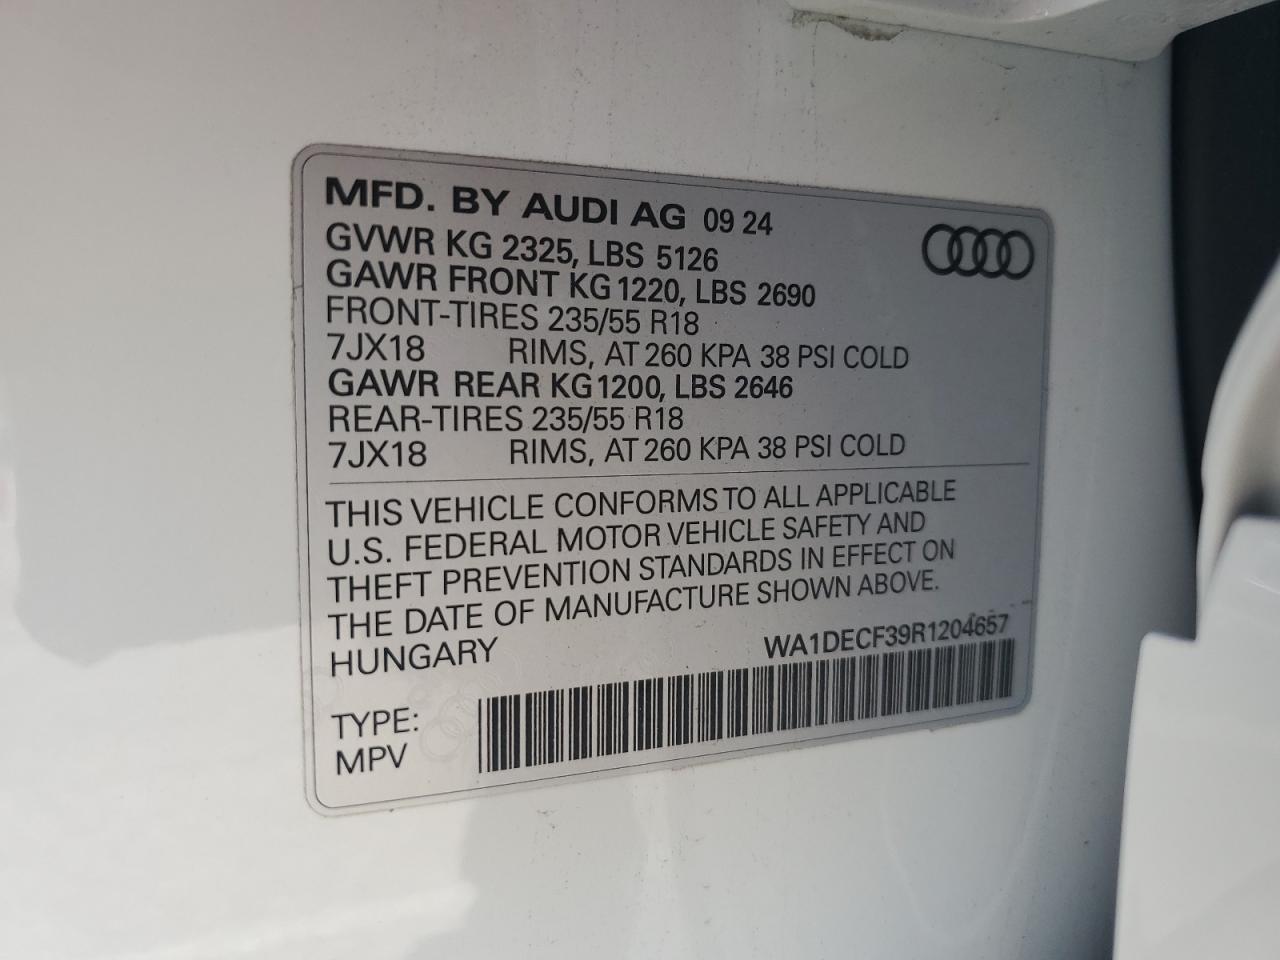 MFD. BY AUDI AG 09 24
GVWR KG 2325, LBS 5126
GAWR FRONT KG 1220, LBS 2690
FRONT-TIRES 235/55 R18
7JX18 RIMS, AT 260 KPA 38 PSI COLD
GAWR REAR KG 1200, LBS 2646
REAR-TIRES 235/55 R18
7JX18 RIMS, AT 260 KPA 38 PSI COLD
THIS VEHICLE CONFORMS TO ALL APPLICABLE
U.S. FEDERAL MOTOR VEHICLE SAFETY AND
THEFT PREVENTION STANDARDS IN EFFECT ON
THE DATE OF MANUFACTURE SHOWN ABOVE.
HUNGARY WA1DECF39R1204657
TYPE:
MPV